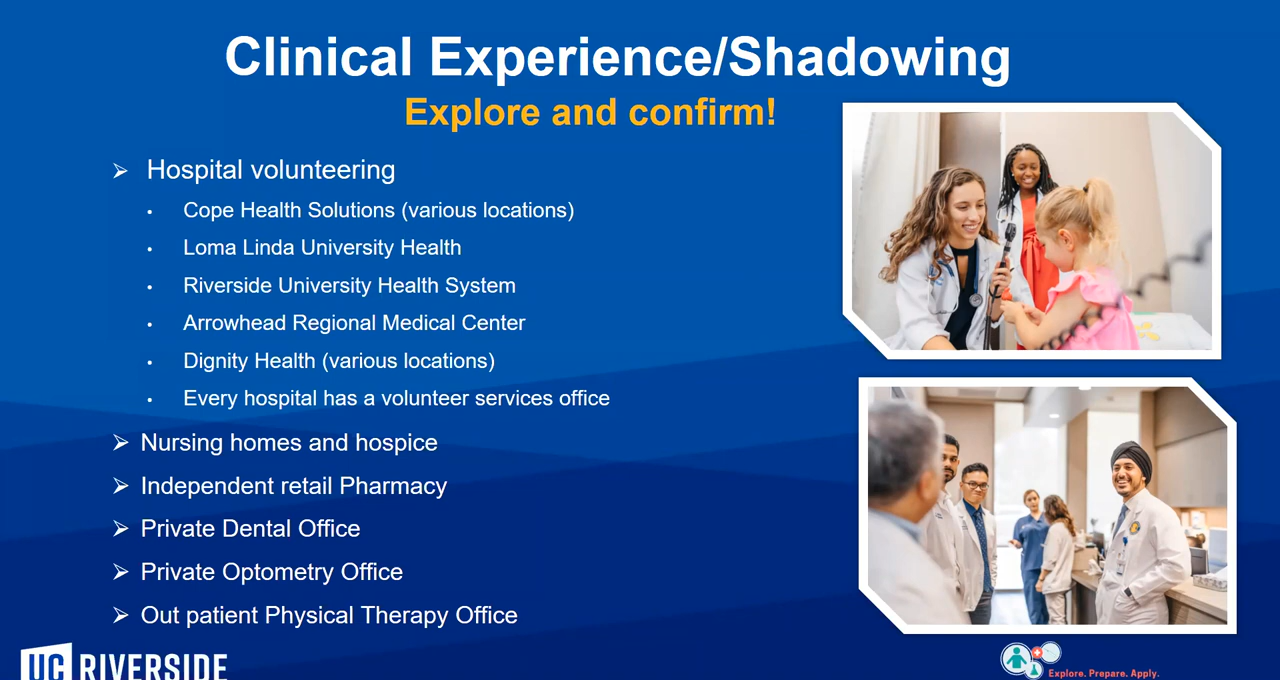 Clinical Experience/Shadowing
Explore and confirm!
➢ Hospital volunteering
• Cope Health Solutions (various locations)
• Loma Linda University Health
• Riverside University Health System
• Arrowhead Regional Medical Center
• Dignity Health (various locations)
• Every hospital has a volunteer services office
➢ Nursing homes and hospice
➢ Independent retail Pharmacy
➢ Private Dental Office
➢ Private Optometry Office
➢ Out patient Physical Therapy Office
UC RIVERSIDE
Explore. Prepare. Apply.